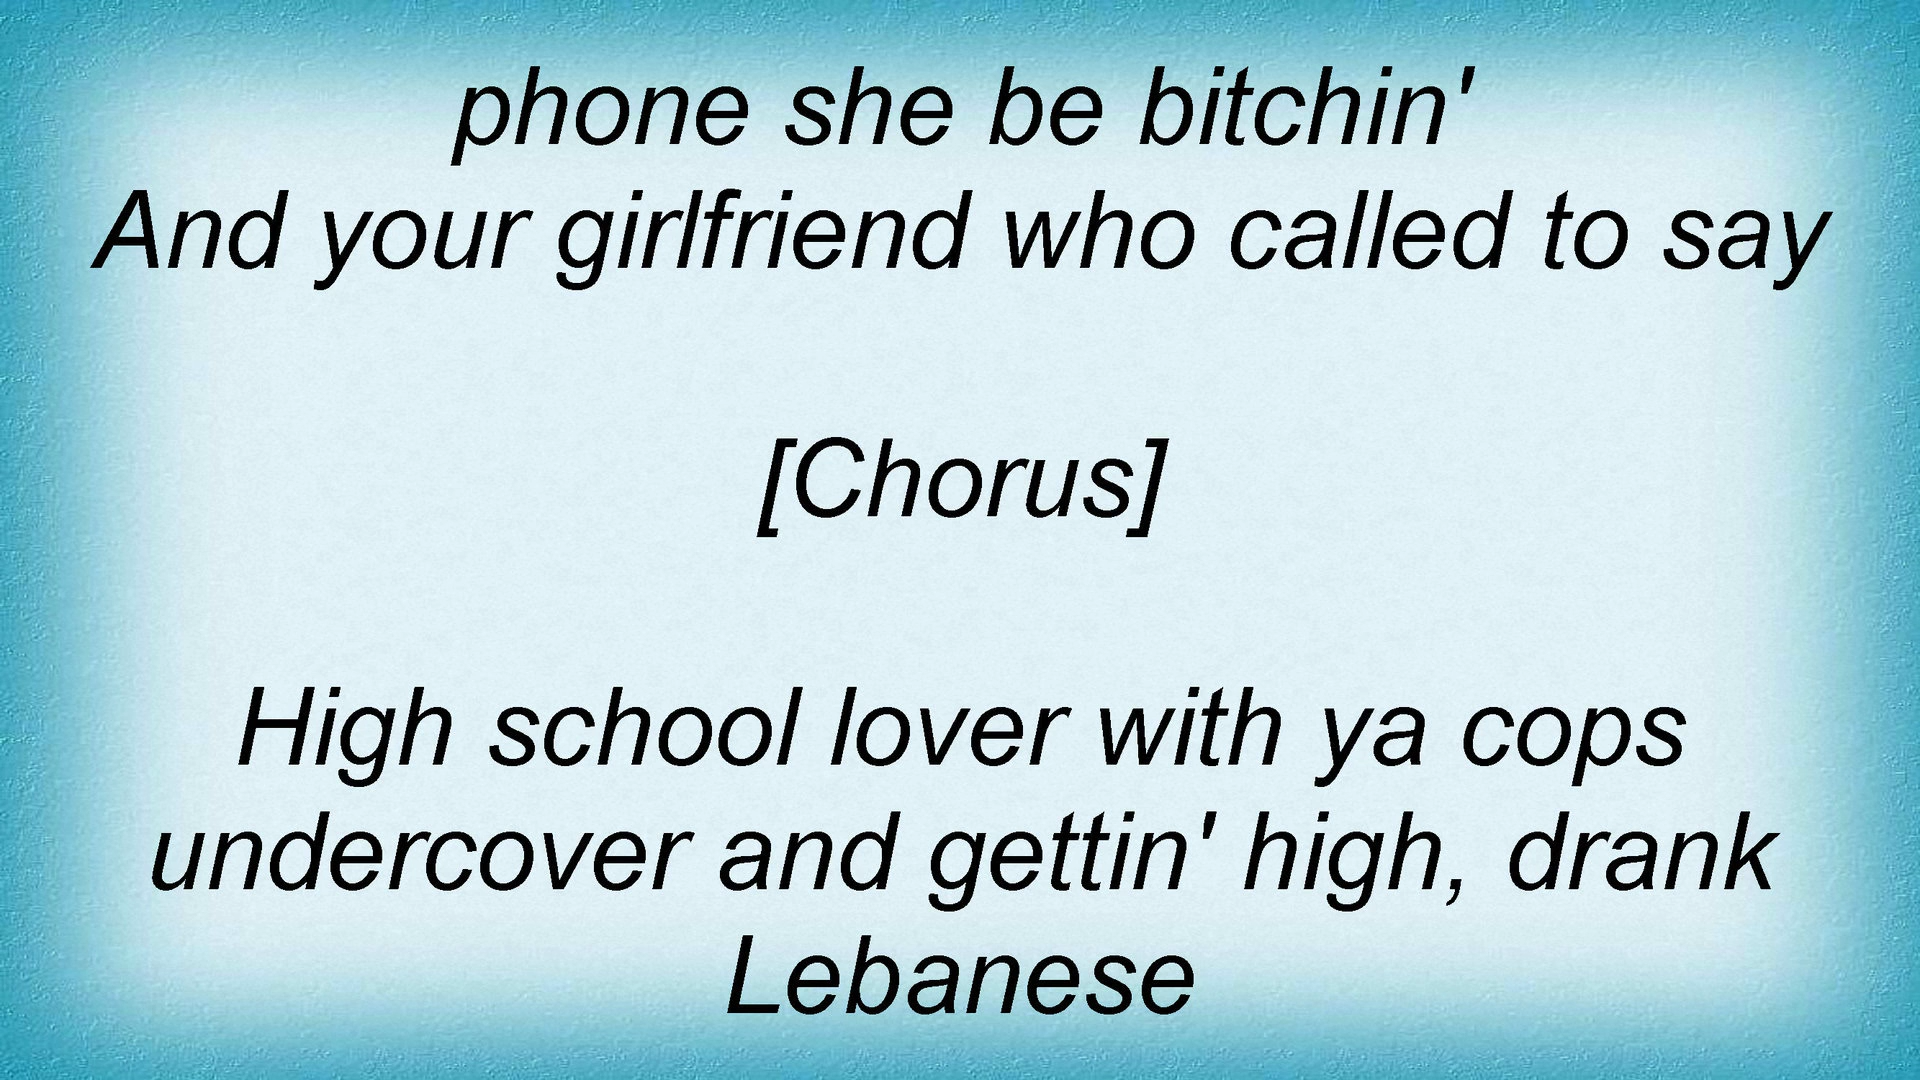 phone she be bitchin'
And your girlfriend who called to say
[Chorus]
High school lover with ya cops
undercover and gettin' high, drank
Lebanese